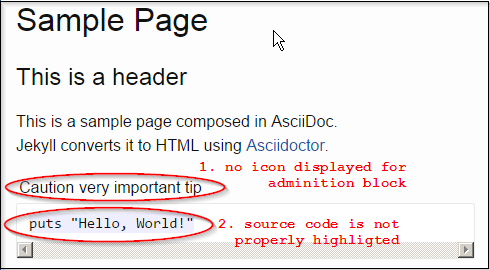 Sample Page
This is a header
This is a sample page composed in AsciiDoc.
Jekyll converts it to HTML using Asciidoctor.
1. no icon displayed for
adminition block
Caution very important tip
puts "Hello, World!"
2. source code is not
properly highligted